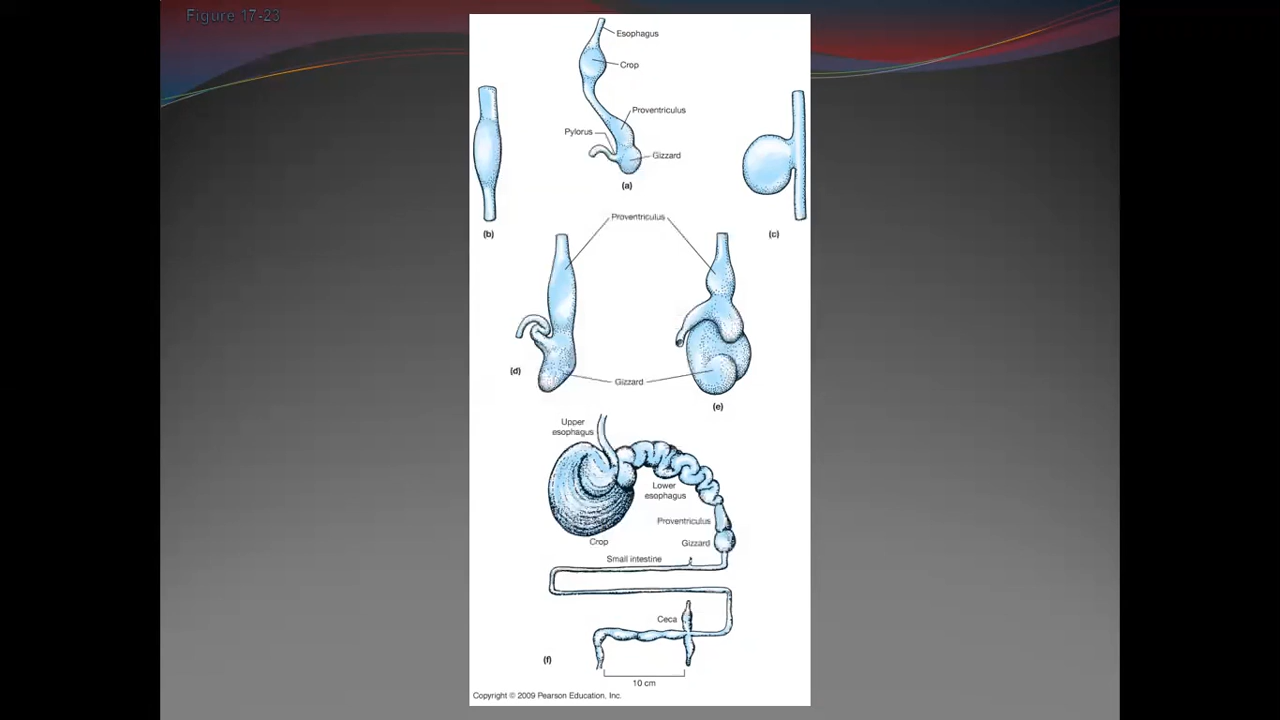 Figure 17-23
Esophagus
Crop
Proventriculus
Pylorus
Gizzard
(a)
(b)
(c)
Proventriculus
(d)
Gizzard
(e)
Upper
esophagus
Lower
esophagus
Proventriculus
Crop
Gizzard
Small intestine
Ceca
(f)
10 cm
Copyright © 2009 Pearson Education, Inc.